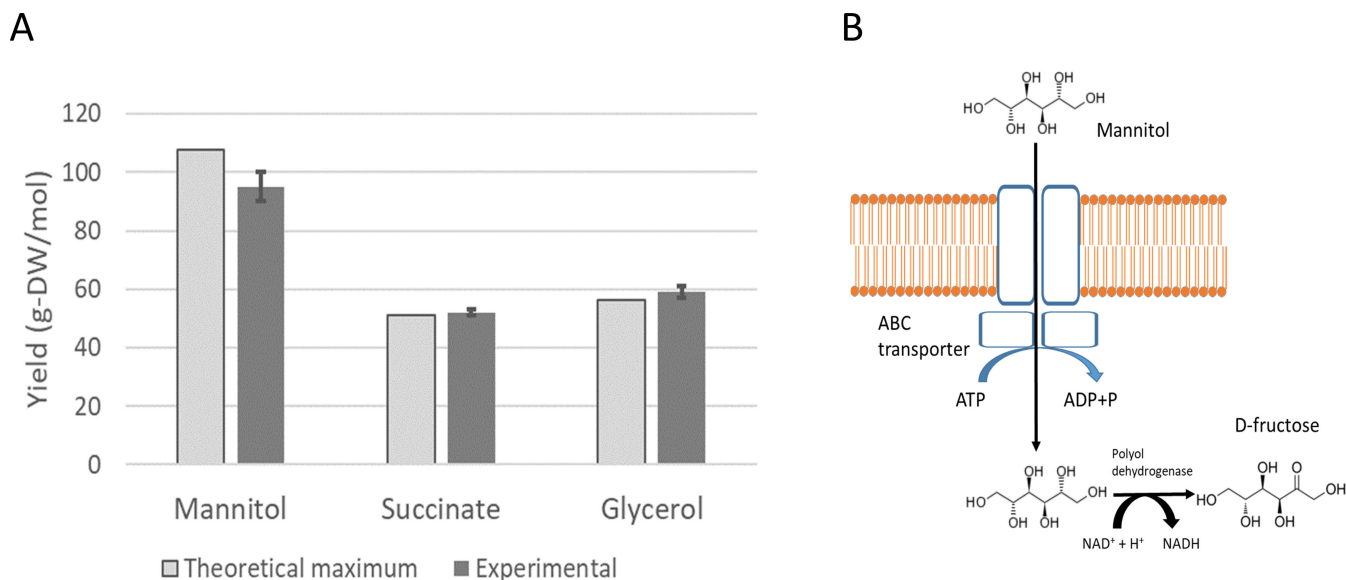 A
B
Yield (g-DW/mol)
120
100
80
60
40
20
0
Mannitol
Succinate
Glycerol
Theoretical maximum
Experimental
OH
OH
HO
OH
OH
OH
Mannitol
ABC
transporter
ATP
ADP+P
D-fructose
Polyol
dehydrogenase
OH
OH
HO
OH
OH
OH
NAD⁺ + H⁺
NADH
OH
O
HO
OH
OH
OH